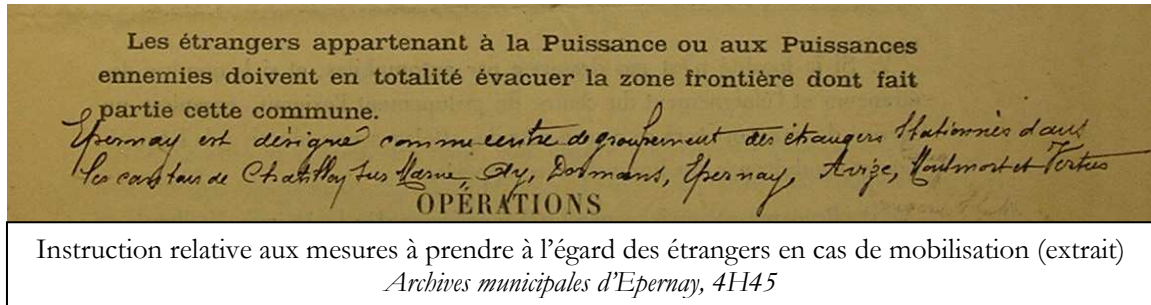 Les étrangers appartenant à la Puissance ou aux Puissances
ennemies doivent en totalité évacuer la zone frontière dont fait
partie cette commune.
Epernay est désigné comme centre de groupement des étrangers stationnés dans
les cantons de Chatillon sur Marne, Ay, Dormans, Epernay, Avize, Montmort et Vertus
OPÉRATIONS
Instruction relative aux mesures à prendre à l'égard des étrangers en cas de mobilisation (extrait)
Archives municipales d'Epernay, 4H45